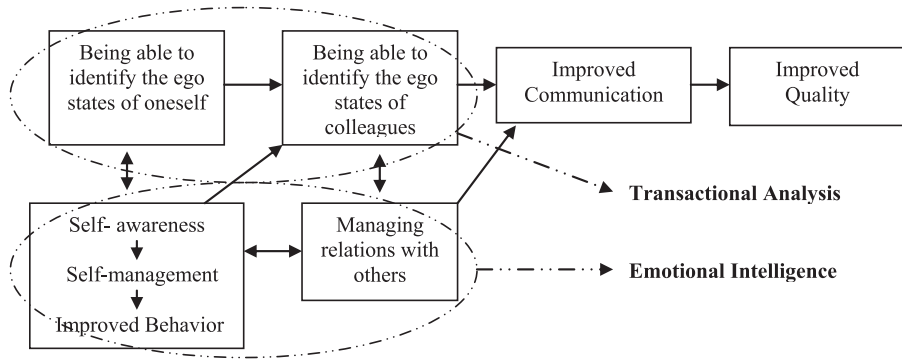 Being able to
identify the ego
states of oneself
Being able to
identify the ego
states of
colleagues
Improved
Communication
Improved
Quality
Transactional Analysis
Self- awareness
Self-management
Improved Behavior
Managing
relations with
others
Emotional Intelligence